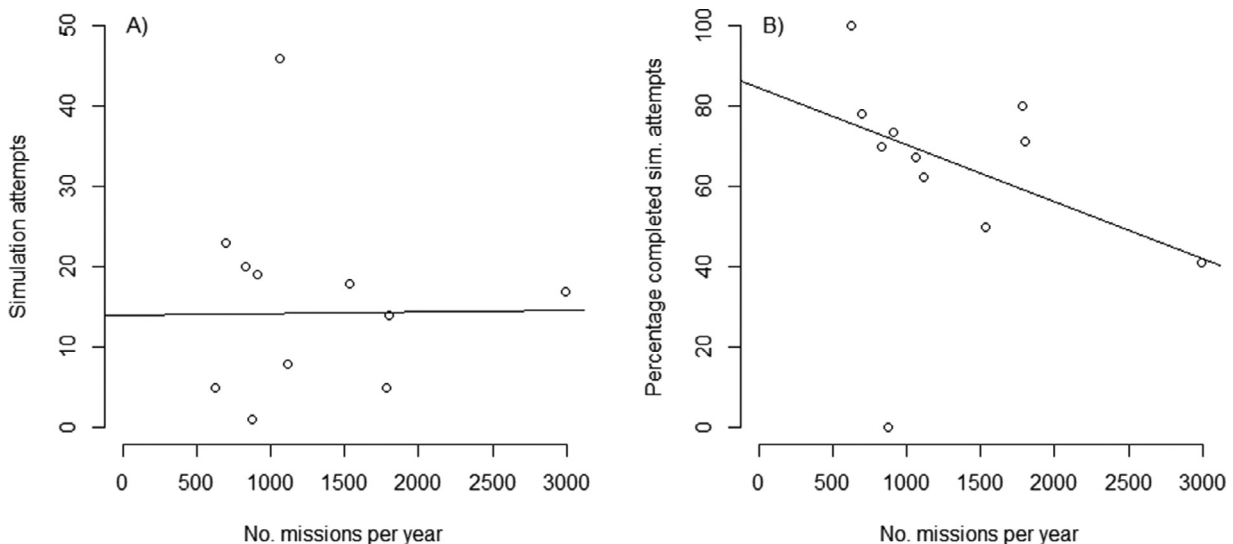 A)
Simulation attempts
50
40
30
20
10
0
0 500 1000 1500 2000 2500 3000
No. missions per year
B)
Percentage completed sim. attempts
100
80
60
40
20
0
0 500 1000 1500 2000 2500 3000
No. missions per year